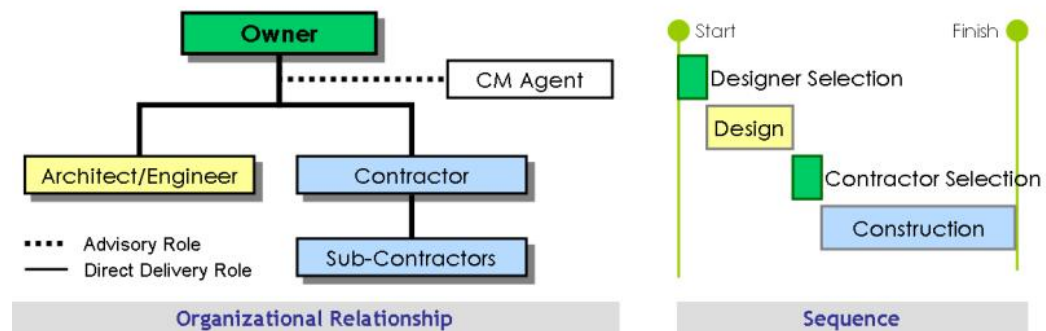 Owner
CM Agent
Architect/Engineer
Contractor
Sub-Contractors
Advisory Role
Direct Delivery Role
Organizational Relationship
Start
Finish
Designer Selection
Design
Contractor Selection
Construction
Sequence